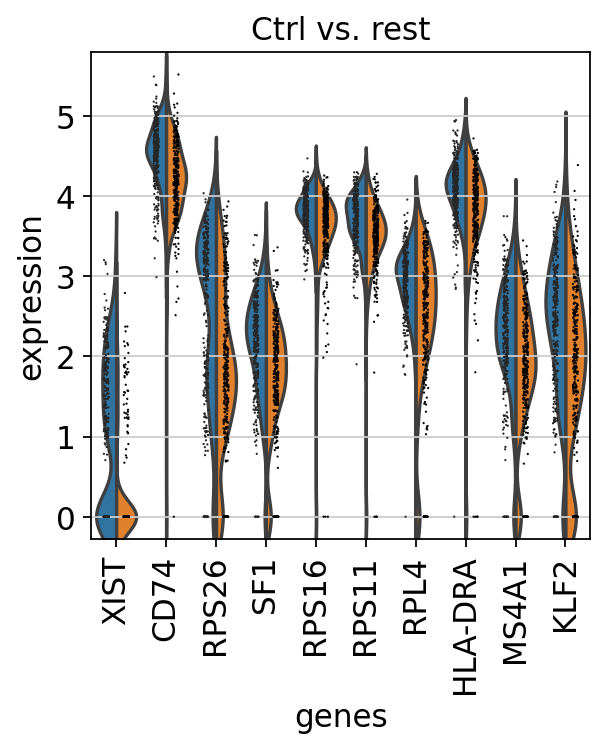 Ctrl vs. rest
expression
5
4
3
2
1
0
XIST
CD74
RPS26
SF1
RPS16
RPS11
RPL4
HLA-DRA
MS4A1
KLF2
genes